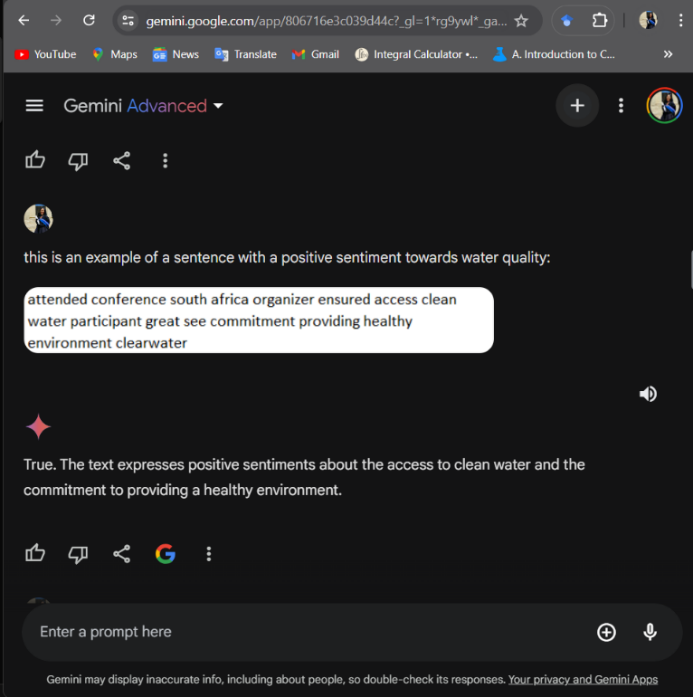 gemini.google.com/app/806716e3c039d44c?_gl=1*rg9ywl*_ga...
YouTube Maps News Translate Gmail Integral Calculator •... A. Introduction to C... »
Gemini Advanced
this is an example of a sentence with a positive sentiment towards water quality:
attended conference south africa organizer ensured access clean
water participant great see commitment providing healthy
environment clearwater
True. The text expresses positive sentiments about the access to clean water and the
commitment to providing a healthy environment.
Enter a prompt here
Gemini may display inaccurate info, including about people, so double-check its responses. Your privacy and Gemini Apps